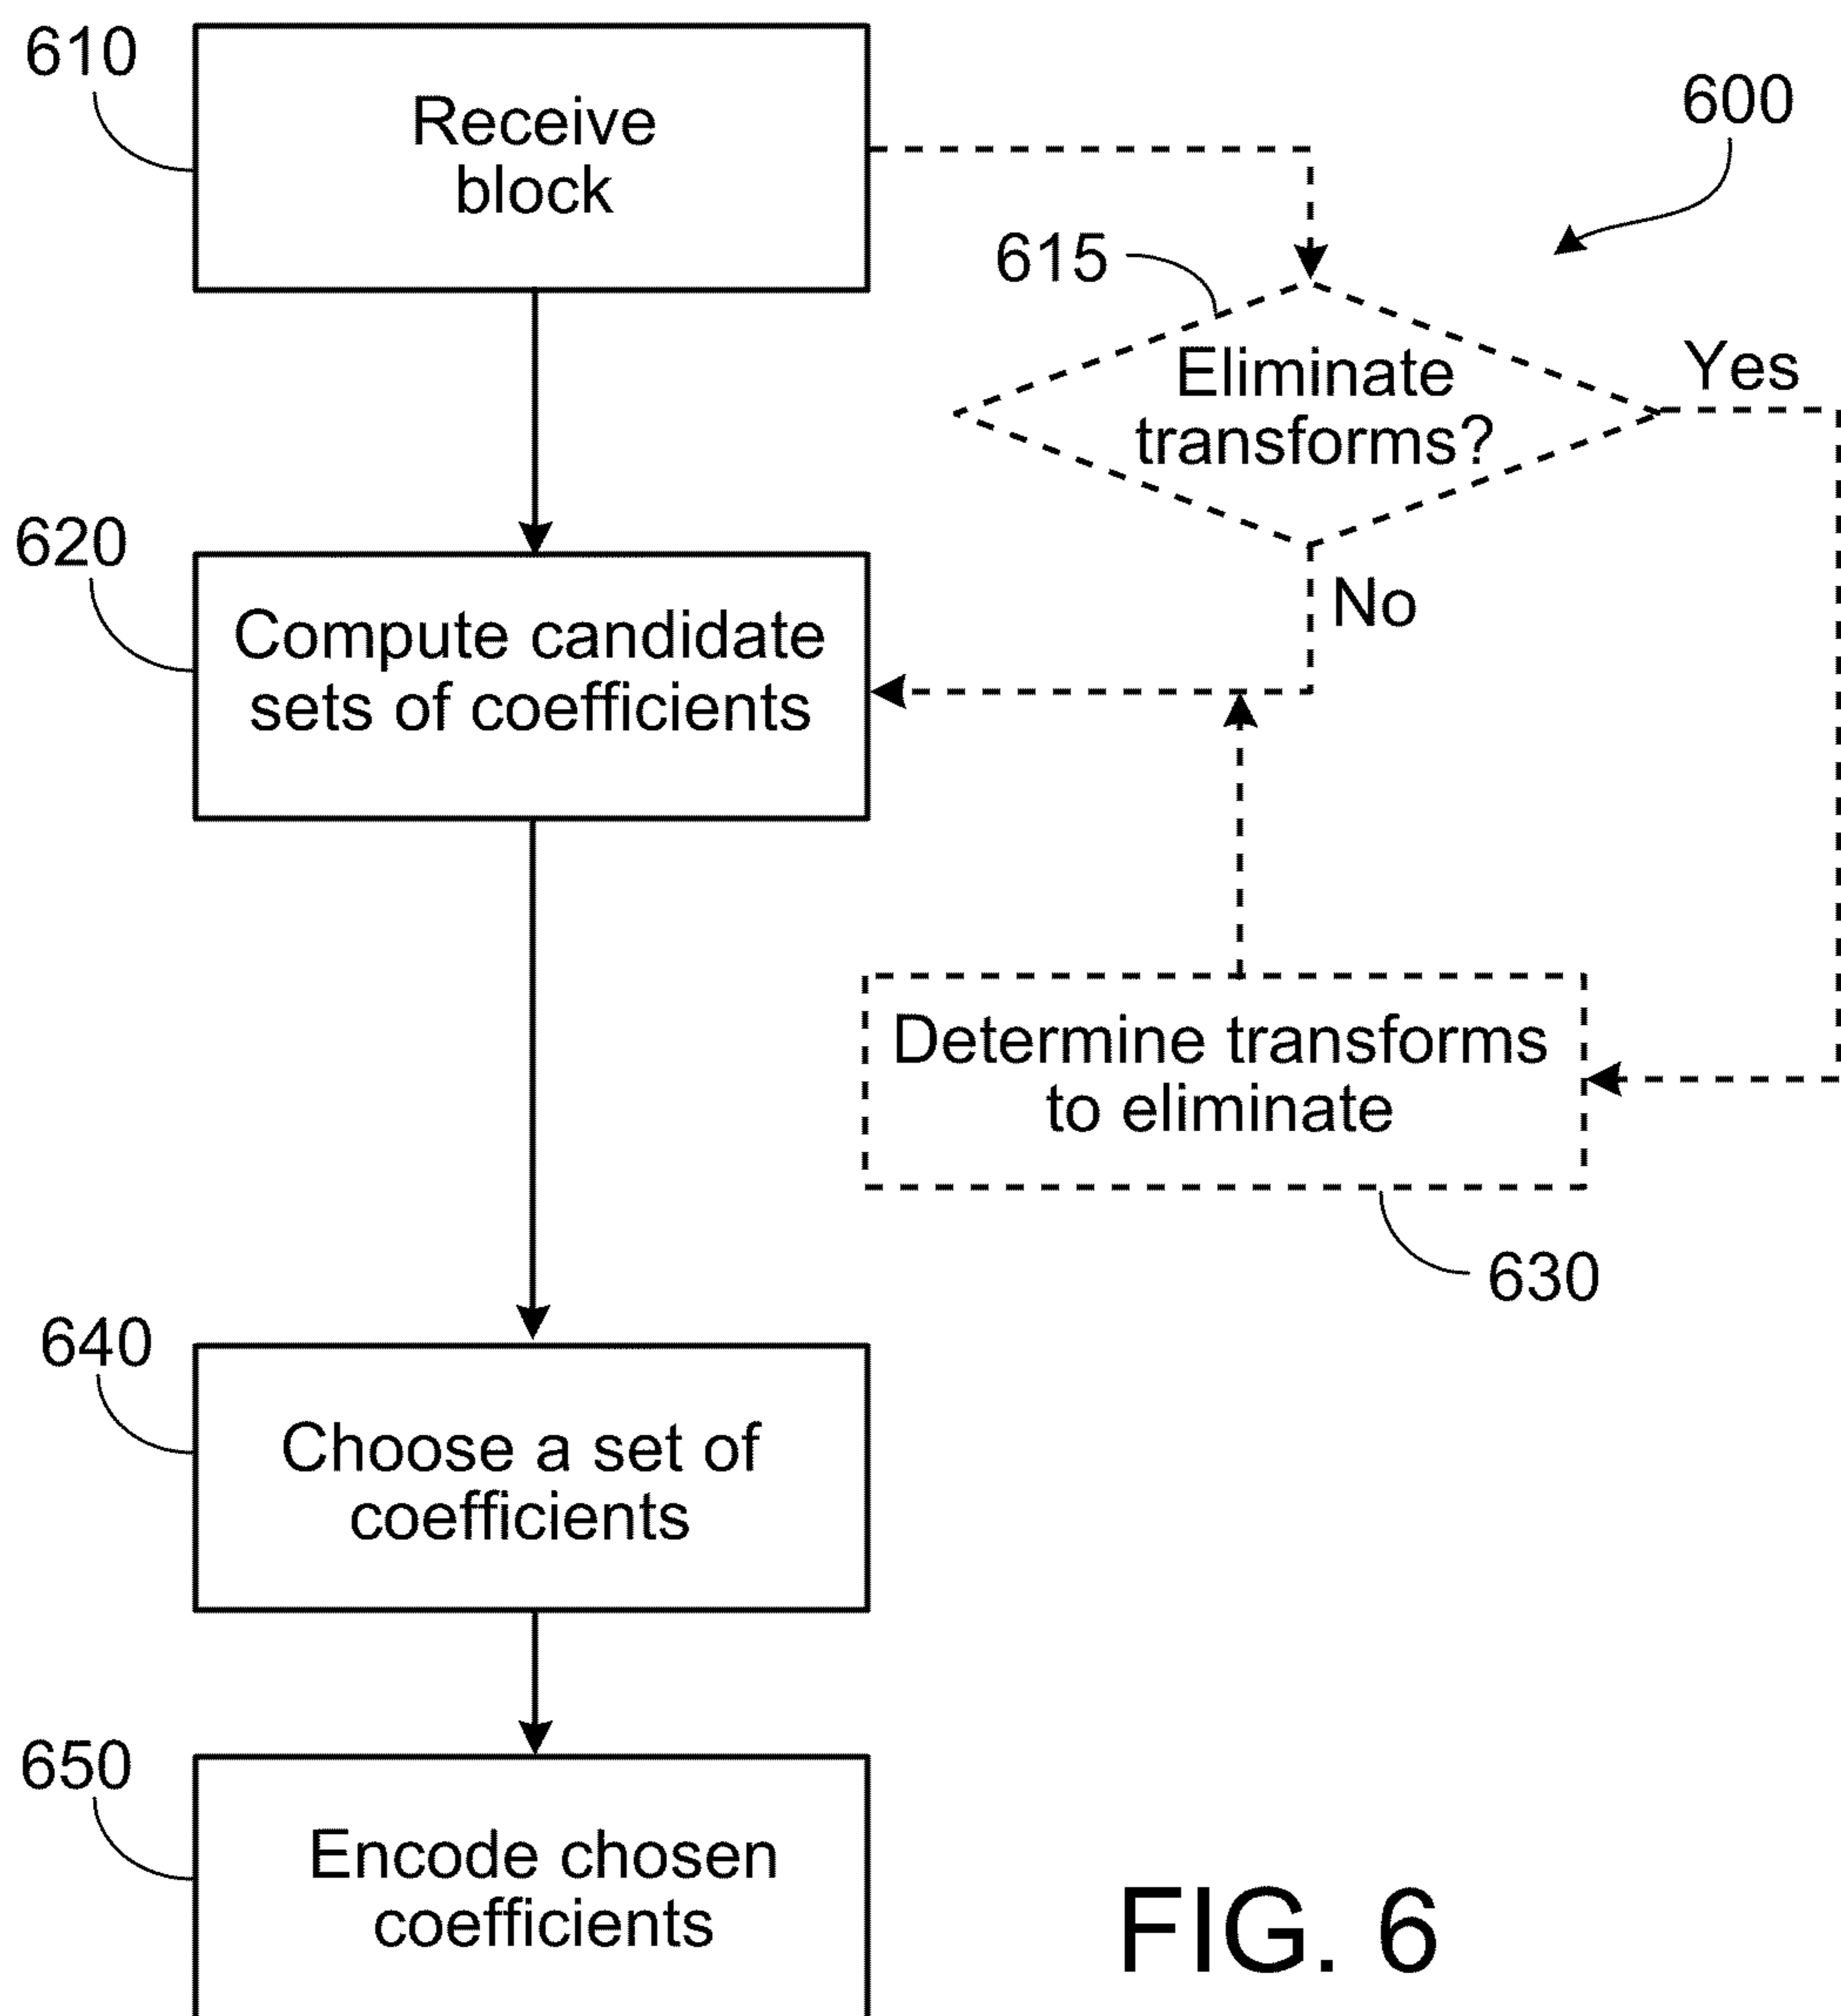 610
Receive
block
600
615
Eliminate
transforms?
Yes
No
620
Compute candidate
sets of coefficients
Determine transforms
to eliminate
630
640
Choose a set of
coefficients
650
Encode chosen
coefficients
FIG. 6